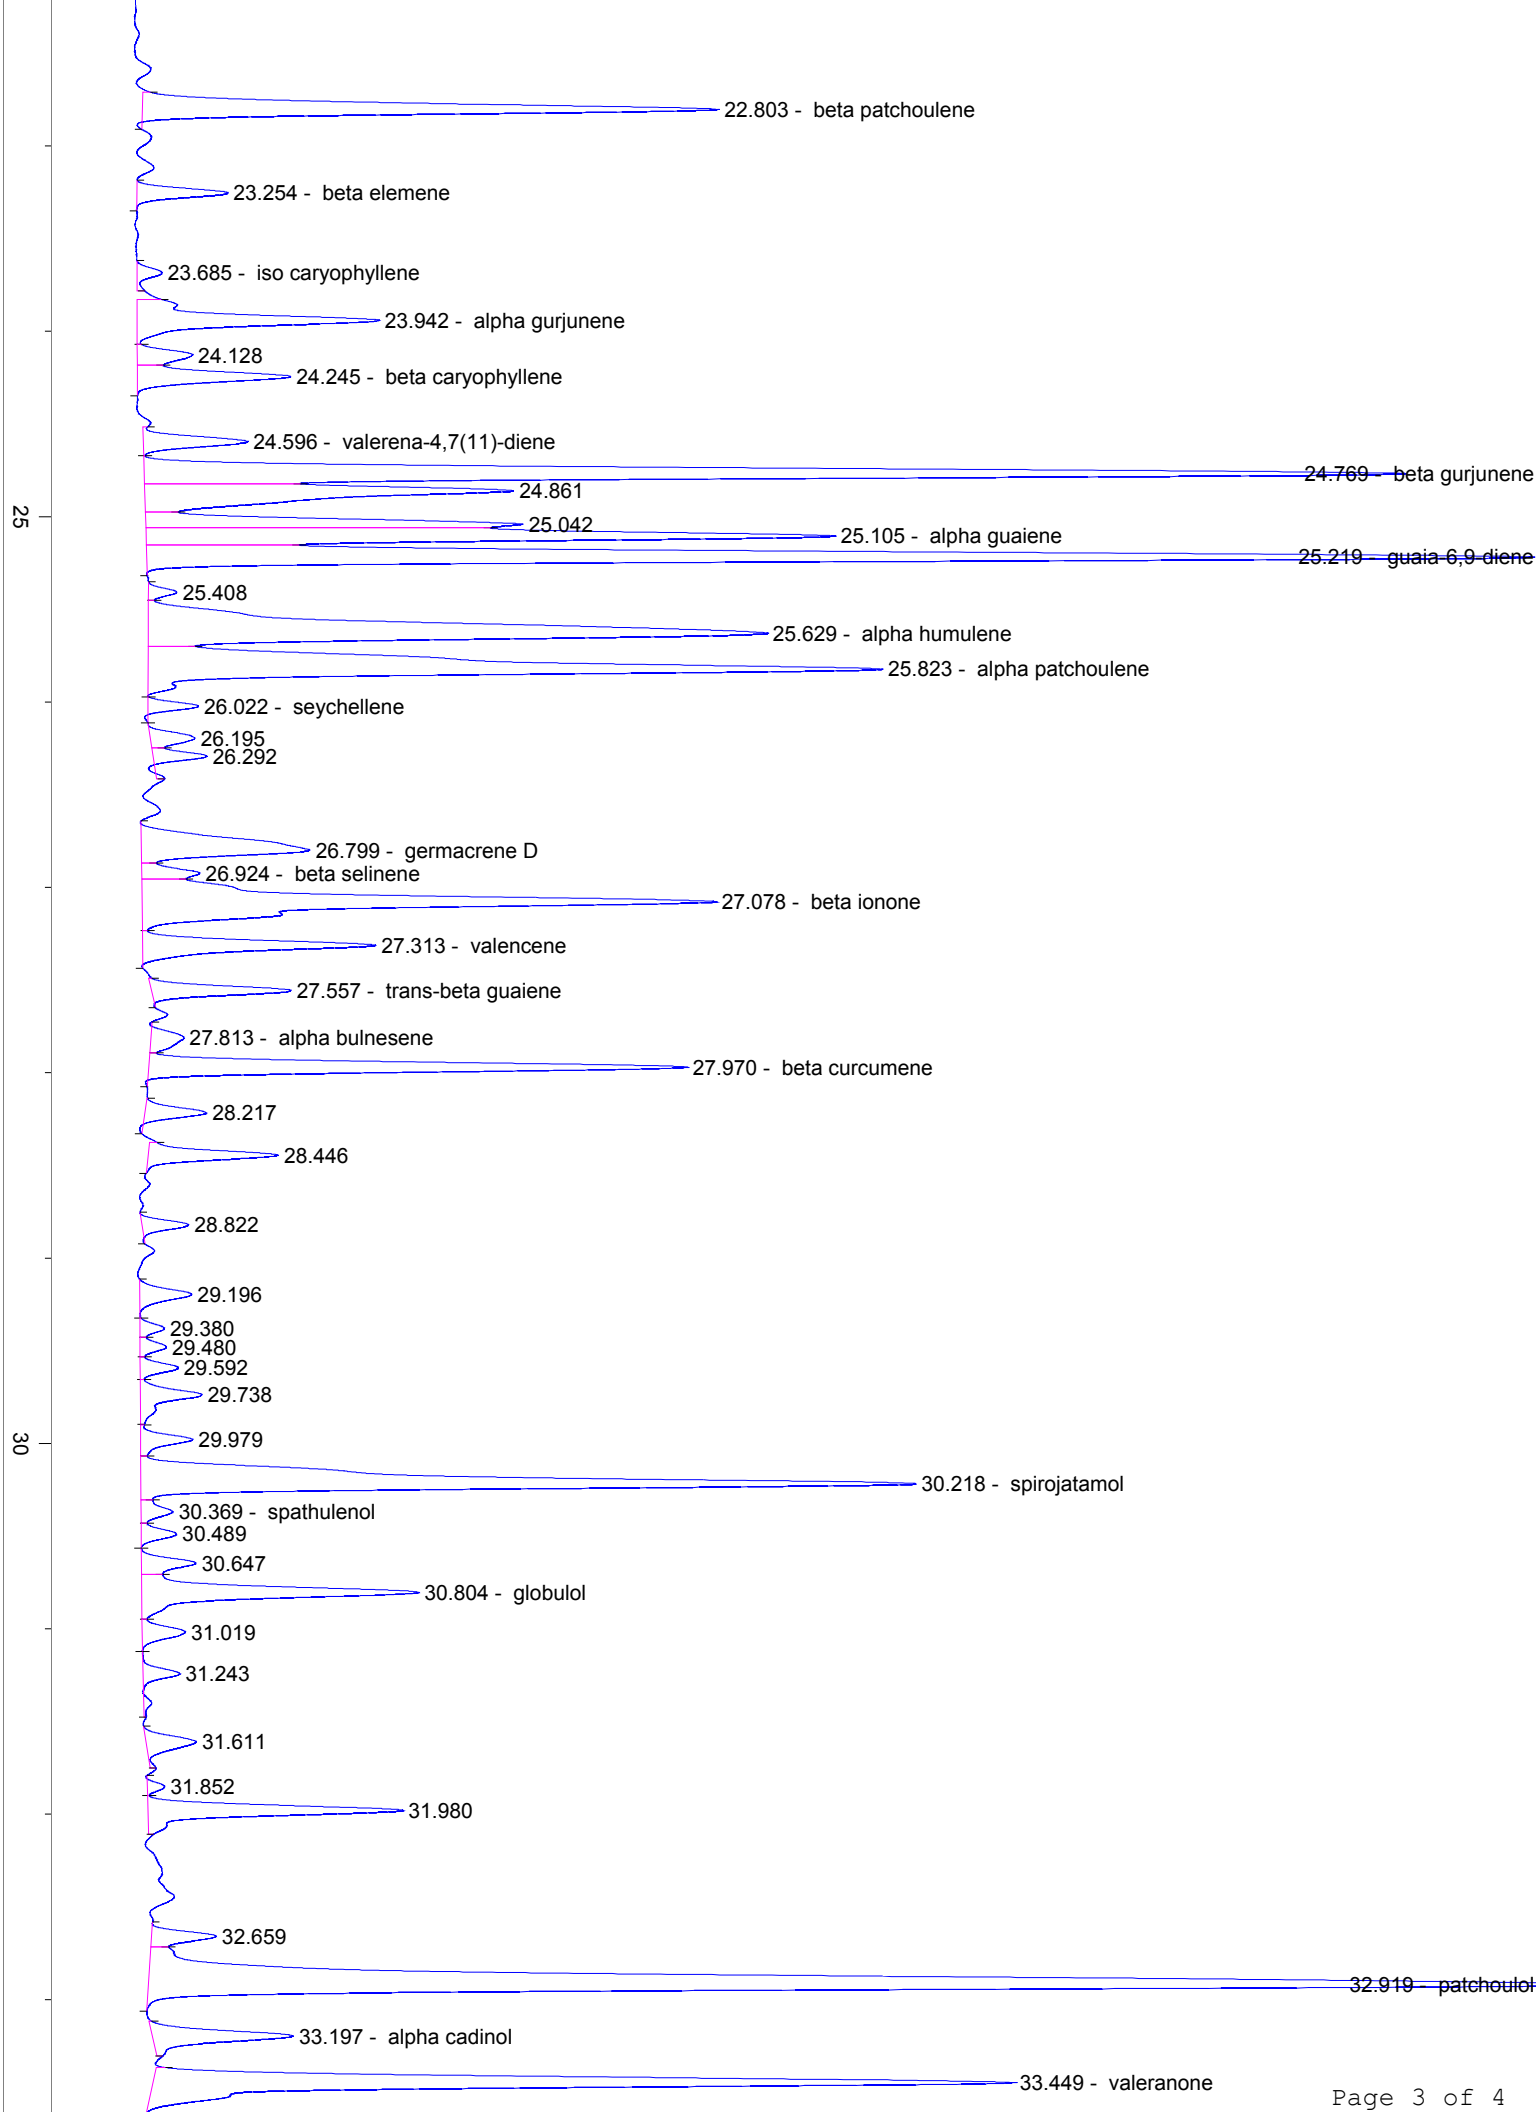 22.803 - beta patchoulene
23.254 - beta elemene
23.685 - iso caryophyllene
23.942 - alpha gurjunene
24.128
24.245 - beta caryophyllene
24.596 - valerena-4,7(11)-diene
24.769 - beta gurjunene
24.861
25
25.042
25.105 - alpha guaiene
25.219 - guaia-6,9-diene
25.408
25.629 - alpha humulene
25.823 - alpha patchoulene
26.022 - seychellene
26.195
26.292
26.799 - germacrene D
26.924 - beta selinene
27.078 - beta ionone
27.313 - valencene
27.557 - trans-beta guaiene
27.813 - alpha bulnesene
27.970 - beta curcumene
28.217
28.446
28.822
29.196
29.380
29.480
29.592
29.738
29.979
30
30.218 - spirojatamol
30.369 - spathulenol
30.489
30.647
30.804 - globulol
31.019
31.243
31.611
31.852
31.980
32.659
32.919 - patchoulol
33.197 - alpha cadinol
33.449 - valeranone
Page 3 of 4